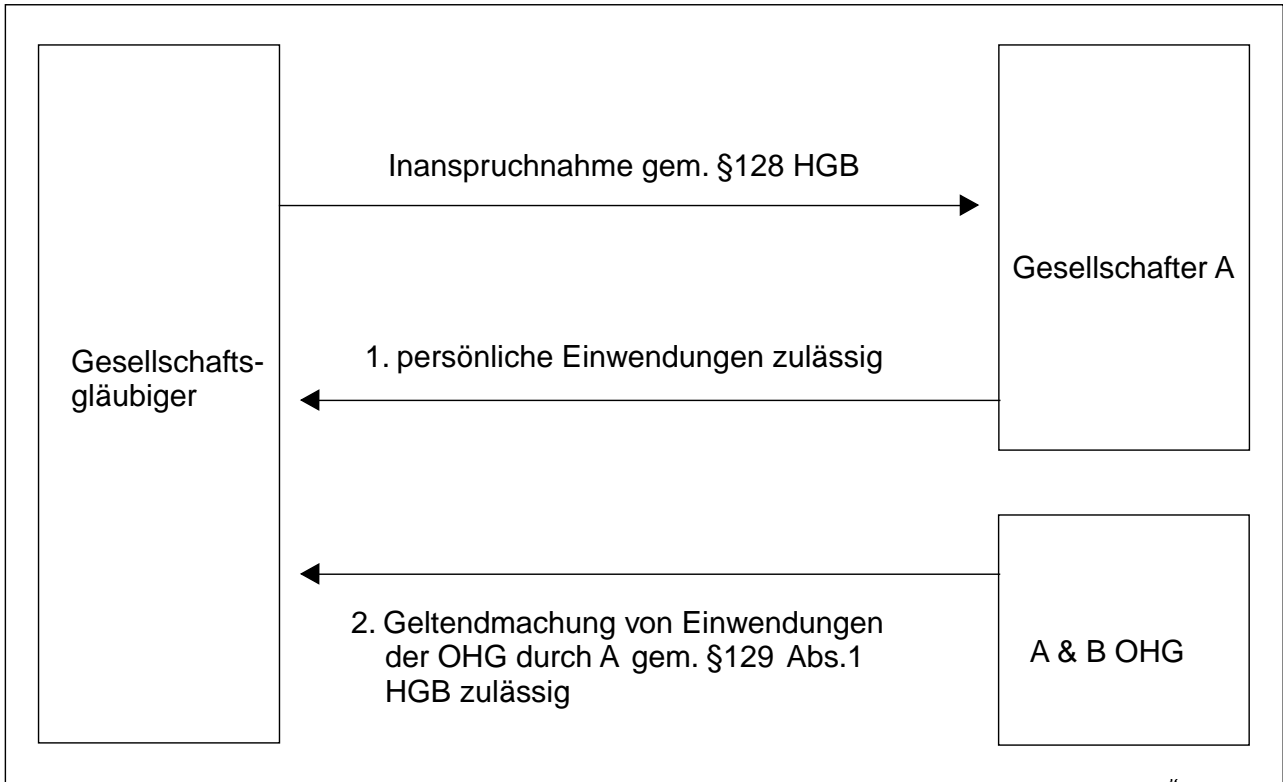 Inanspruchnahme gem. §128 HGB
Gesellschafter A
Gesellschafts-
gläubiger
1. persönliche Einwendungen zulässig
2. Geltendmachung von Einwendungen
der OHG durch A gem. §129 Abs.1
HGB zulässig
A & B OHG